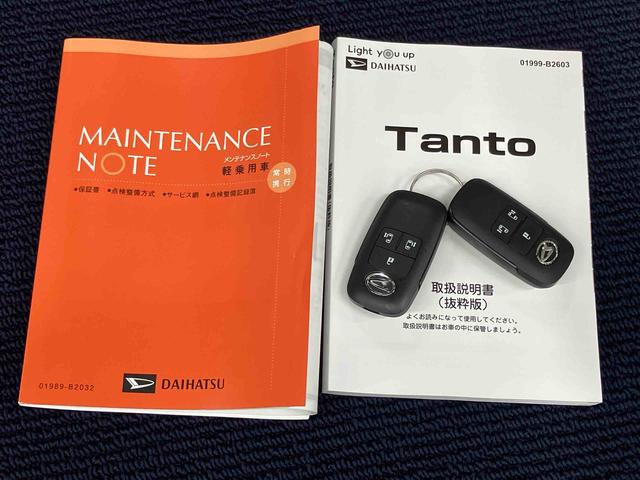 MAINTENANCE
NOTE
メンテナンスノート
軽乗用車
常時
携行
●保証書 ●点検整備方式 ●サービス網 ●点検整備記録簿
01989-B2032
DAIHATSU
Light you up
DAIHATSU
01999-B2603
Tanto
取扱説明書
(抜粋版)
よくお読みになって使用してください。
取扱説明書はお車の中に保管しましょう。